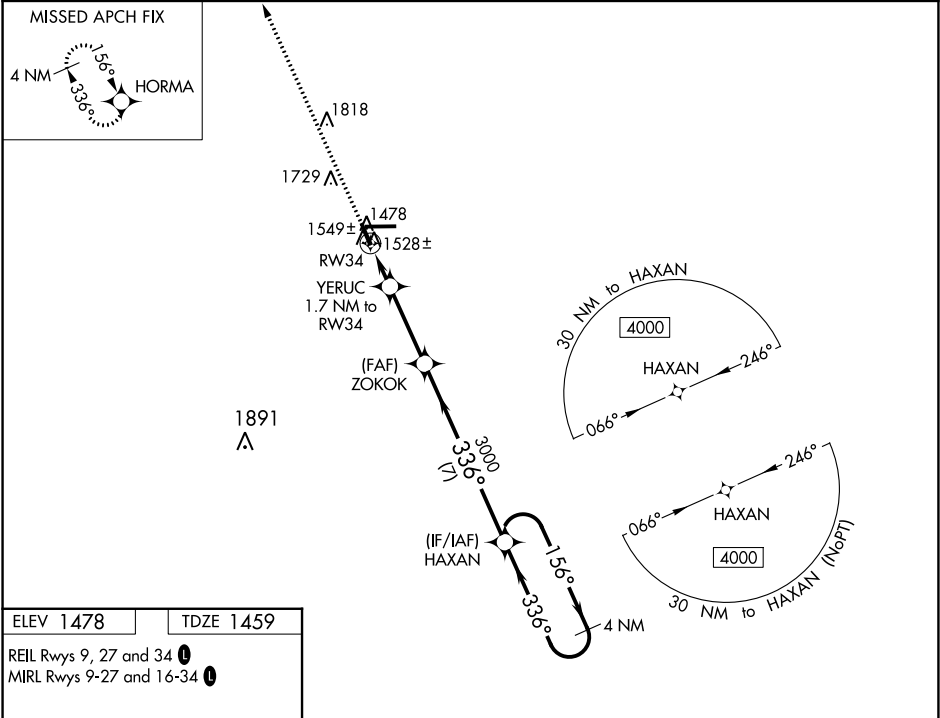 MISSED APCH FIX
4 NM
156°
336°
HORMA
1818
1729
1478
1549±
1528±
RW34
YERUC
1.7 NM to
RW34
(FAF)
ZOKOK
1891
3000
336°
(7)
(IF/IAF)
HAXAN
156°
336°
4 NM
30 NM to HAXAN
4000
HAXAN
246°
066°
246°
066°
HAXAN
4000
30 NM to HAXAN (NoPT)
ELEV 1478
TDZE 1459
REIL Rwys 9, 27 and 34 L
MIRL Rwys 9-27 and 16-34 L